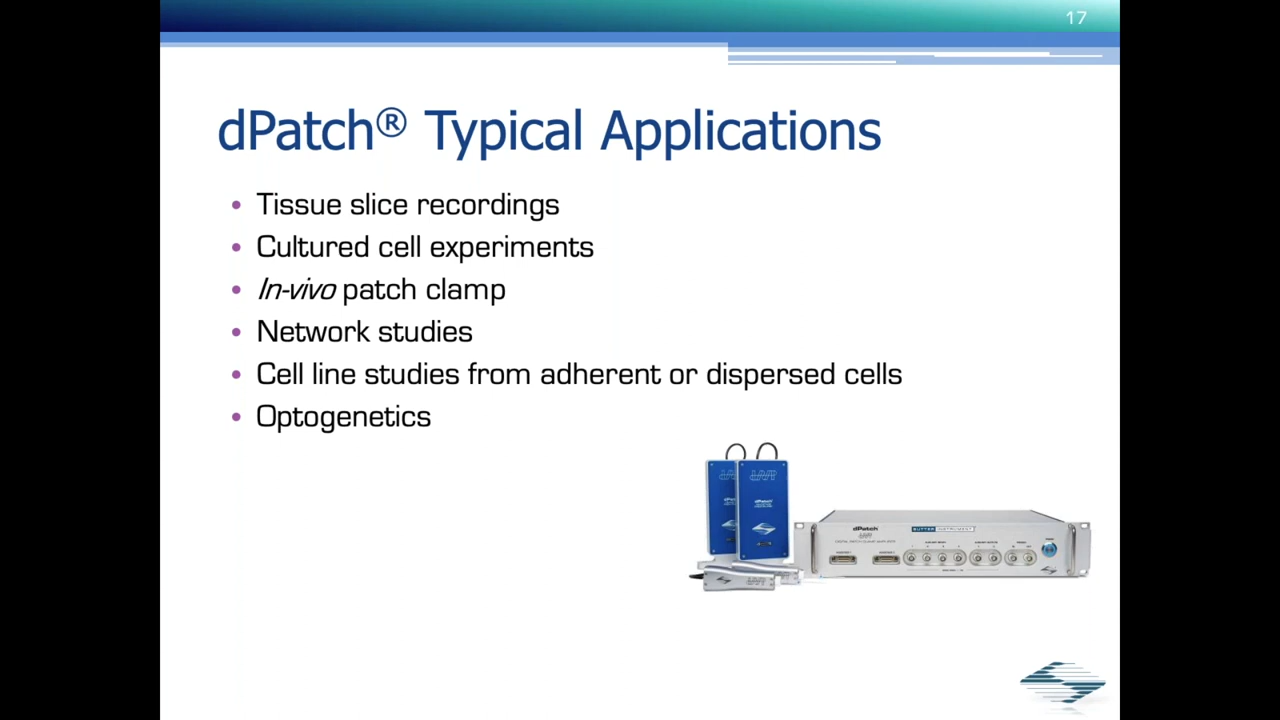 17
dPatch® Typical Applications
• Tissue slice recordings
• Cultured cell experiments
• In-vivo patch clamp
• Network studies
• Cell line studies from adherent or dispersed cells
• Optogenetics
dPatch
SUTTER INSTRUMENT
dPatch